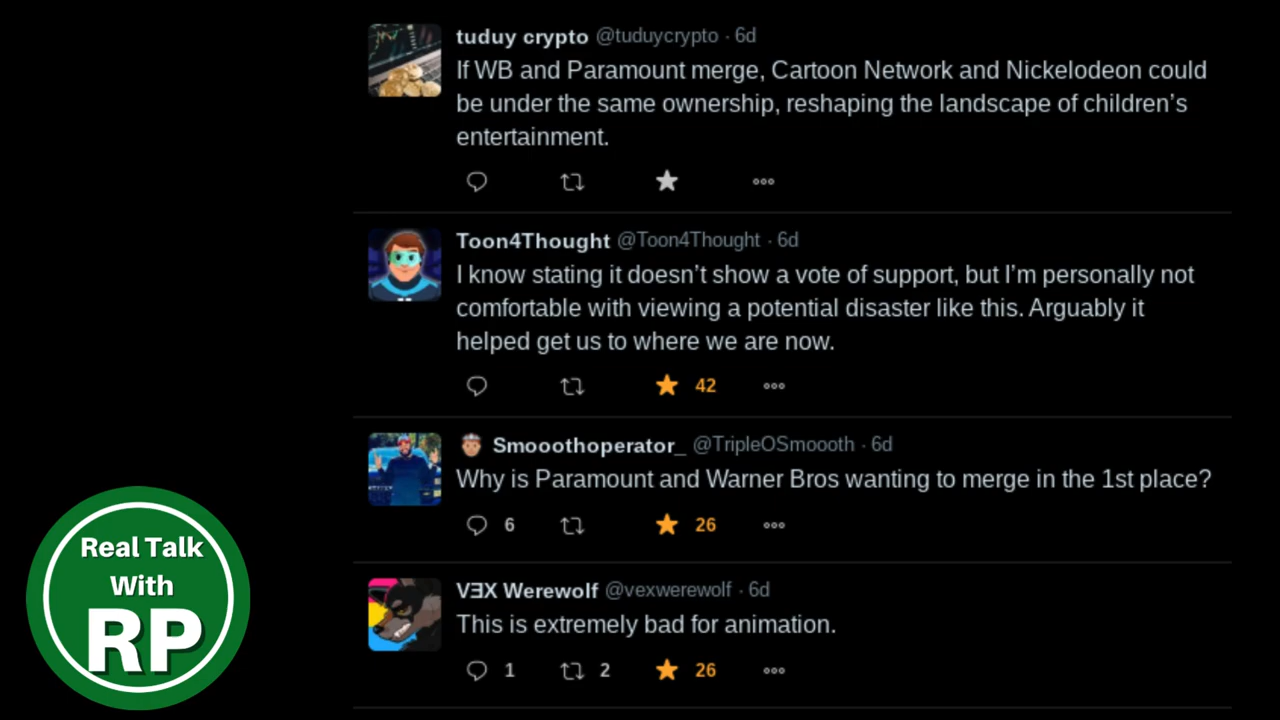 tuduy crypto @tuduycrypto · 6d
If WB and Paramount merge, Cartoon Network and Nickelodeon could
be under the same ownership, reshaping the landscape of children’s
entertainment.
Toon4Thought @Toon4Thought · 6d
I know stating it doesn’t show a vote of support, but I’m personally not
comfortable with viewing a potential disaster like this. Arguably it
helped get us to where we are now.
42
Smooothoperator_ @TripleOSmoooth · 6d
Why is Paramount and Warner Bros wanting to merge in the 1st place?
6 26
VƎX Werewolf @vexwerewolf · 6d
This is extremely bad for animation.
1 2 26
Real Talk
With
RP